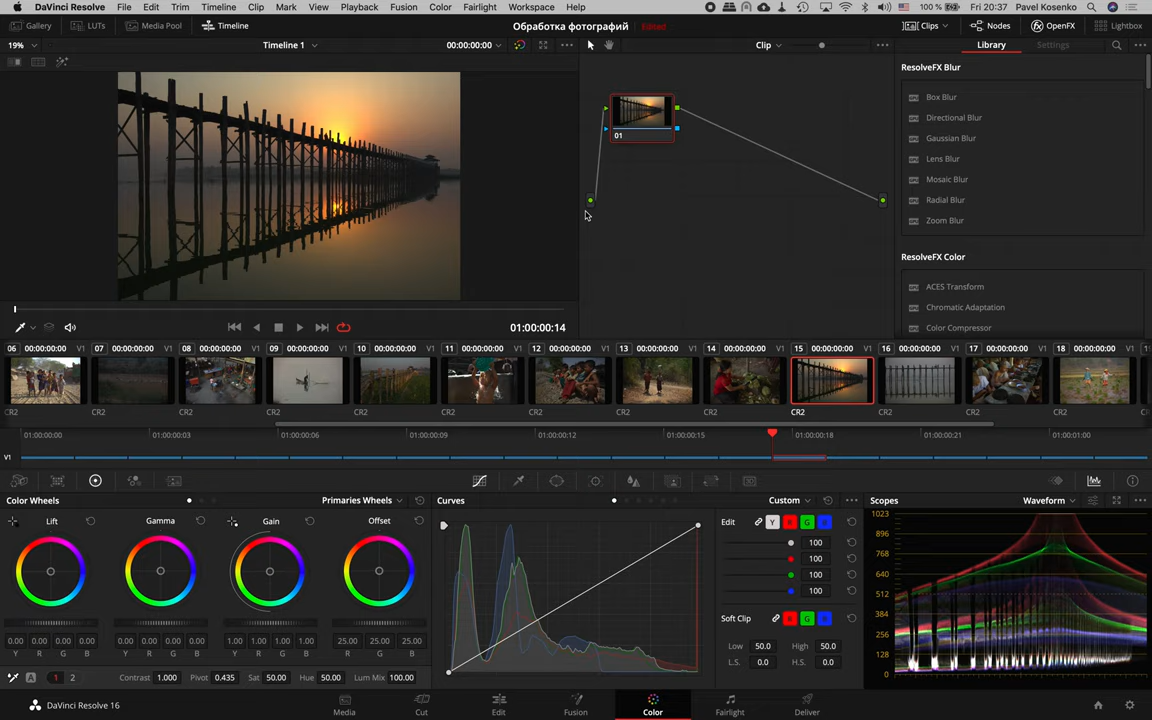 DaVinci Resolve File Edit Trim Timeline Clip Mark View Playback Fusion Color Fairlight Workspace Help 100 % Fri 20:37 Pavel Kosenko
Gallery LUTs Media Pool Timeline Обработка фотографий Edited Clips Nodes OpenFX Lightbox
19% Timeline 1 00:00:00:00 Clip Library Settings
ResolveFX Blur
Box Blur
Directional Blur
Gaussian Blur
Lens Blur
Mosaic Blur
Radial Blur
Zoom Blur
ResolveFX Color
ACES Transform
Chromatic Adaptation
Color Compressor
01
01:00:00:14
06 00:00:00:00 V1 07 00:00:00:00 V1 08 00:00:00:00 V1 09 00:00:00:00 V1 10 00:00:00:00 V1 11 00:00:00:00 V1 12 00:00:00:00 V1 13 00:00:00:00 V1 14 00:00:00:00 V1 15 00:00:00:00 V1 16 00:00:00:00 V1 17 00:00:00:00 V1 18 00:00:00:00 V1
CR2 CR2 CR2 CR2 CR2 CR2 CR2 CR2 CR2 CR2 CR2 CR2 CR2
01:00:00:00 01:00:00:03 01:00:00:06 01:00:00:09 01:00:00:12 01:00:00:15 01:00:00:18 01:00:00:21 01:00:01:00
V1
Color Wheels Primaries Wheels Curves Custom Scopes Waveform
Lift Gamma Gain Offset
0.00 0.00 0.00 0.00 0.00 0.00 0.00 0.00 1.00 1.00 1.00 1.00 25.00 25.00 25.00
Y R G B Y R G B Y R G B R G B
A 1 2 Contrast 1.000 Pivot 0.435 Sat 50.00 Hue 50.00 Lum Mix 100.00
Edit Y R G B
100
100
100
100
Soft Clip R G B
Low 50.0 High 50.0
L.S. 0.0 H.S. 0.0
1023
896
768
640
512
384
256
128
0
DaVinci Resolve 16 Media Cut Edit Fusion Color Fairlight Deliver